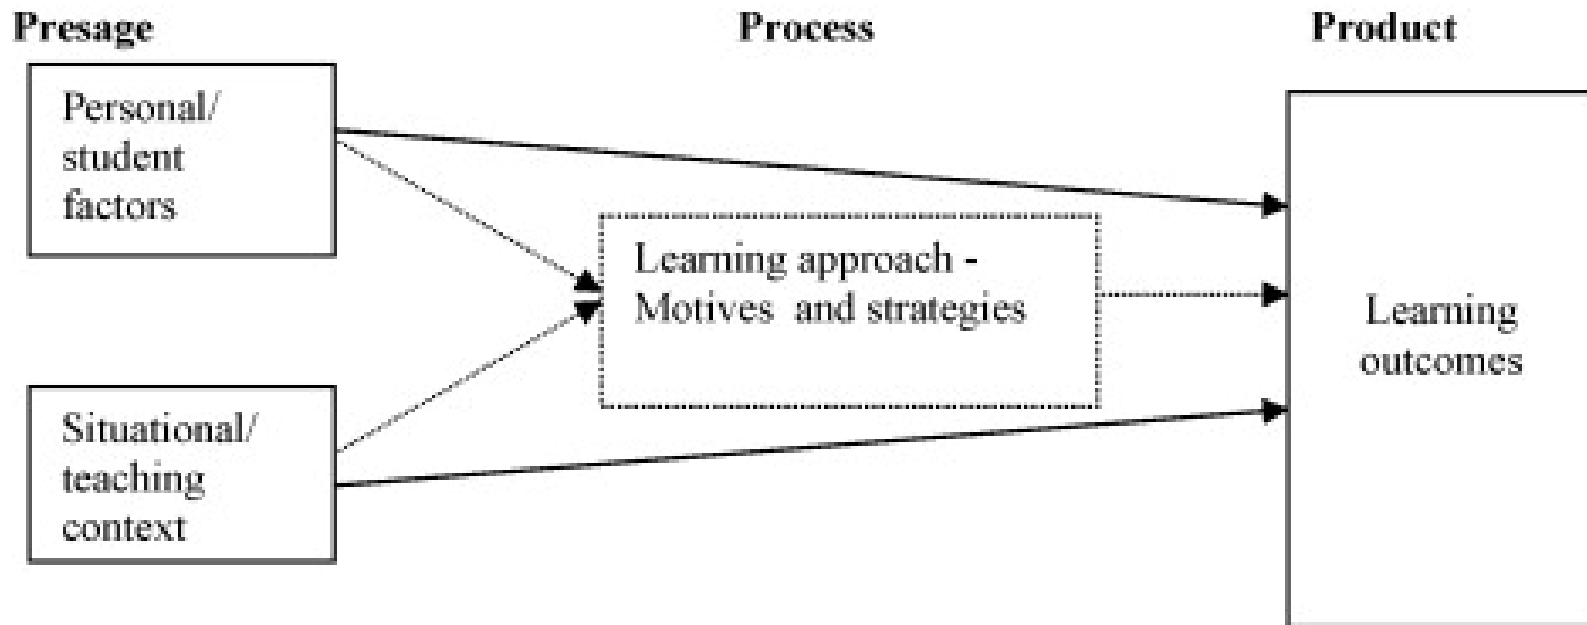 Presage
Process
Product
Personal/
student
factors
Learning approach -
Motives and strategies
Learning
outcomes
Situational/
teaching
context